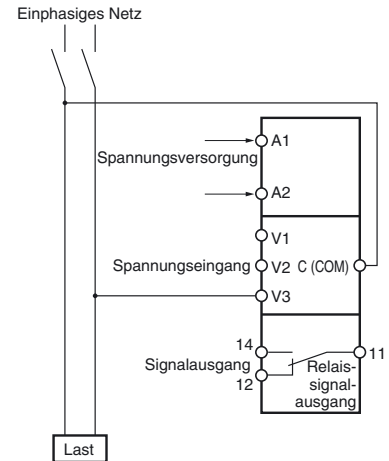 Einphasiges Netz
A1
Spannungsversorgung
A2
V1
Spannungseingang
V2
C (COM)
V3
14
11
Signalausgang
12
Relais-
signal-
ausgang
Last